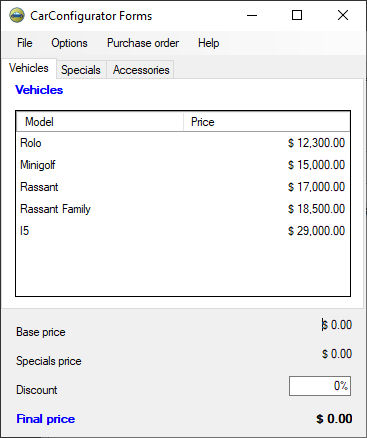 CarConfigurator Forms
File Options Purchase order Help
Vehicles Specials Accessories
Vehicles
Model Price
Rolo $ 12,300.00
Minigolf $ 15,000.00
Rassant $ 17,000.00
Rassant Family $ 18,500.00
I5 $ 29,000.00
Base price $ 0.00
Specials price $ 0.00
Discount 0%
Final price $ 0.00